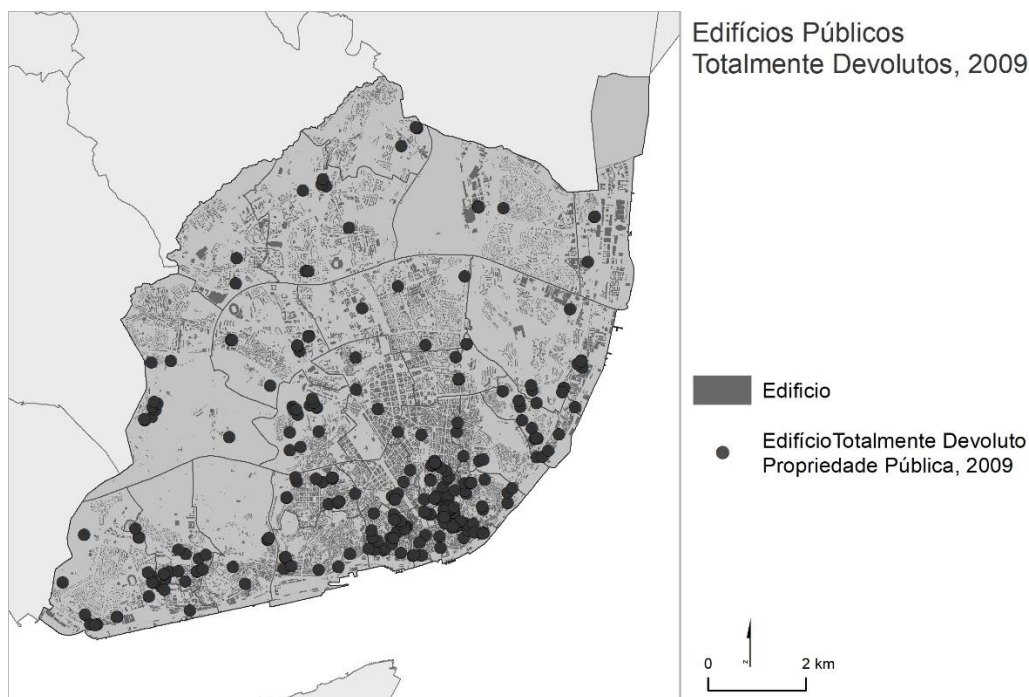 Edifícios Públicos
Totalmente Devolutos, 2009
Edifício
EdifícioTotalmente Devoluto
Propriedade Pública, 2009
N
0 2 km